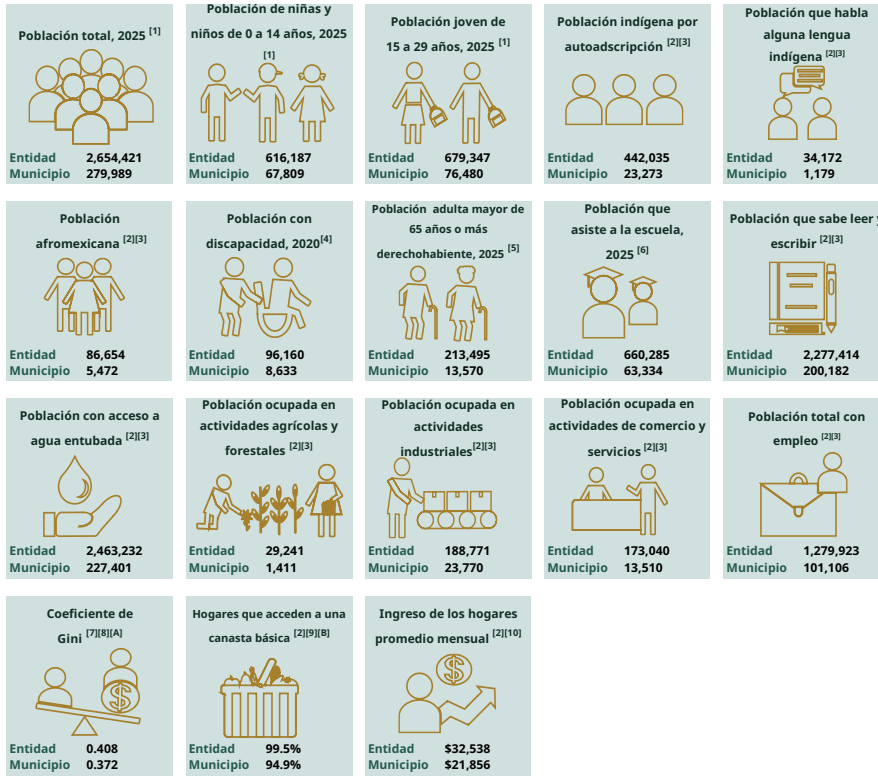 Población total, 2025 [1]
Entidad 2,654,421
Municipio 279,989
Población de niñas y
niños de 0 a 14 años, 2025
[1]
Entidad 616,187
Municipio 67,809
Población joven de
15 a 29 años, 2025 [1]
Entidad 679,347
Municipio 76,480
Población indígena por
autoadscripción [2][3]
Entidad 442,035
Municipio 23,273
Población que habla
alguna lengua
indígena [2][3]
Entidad 34,172
Municipio 1,179
Población
afromexicana [2][3]
Entidad 86,654
Municipio 5,472
Población con
discapacidad, 2020[4]
Entidad 96,160
Municipio 8,633
Población adulta mayor de
65 años o más
derechohabiente, 2025 [5]
Entidad 213,495
Municipio 13,570
Población que
asiste a la escuela,
2025 [6]
Entidad 660,285
Municipio 63,334
Población que sabe leer y
escribir [2][3]
Entidad 2,277,414
Municipio 200,182
Población con acceso a
agua entubada [2][3]
Entidad 2,463,232
Municipio 227,401
Población ocupada en
actividades agrícolas y
forestales [2][3]
Entidad 29,241
Municipio 1,411
Población ocupada en
actividades
industriales[2][3]
Entidad 188,771
Municipio 23,770
Población ocupada en
actividades de comercio y
servicios [2][3]
Entidad 173,040
Municipio 13,510
Población total con
empleo [2][3]
Entidad 1,279,923
Municipio 101,106
Coeficiente de
Gini [7][8][A]
$
Entidad 0.408
Municipio 0.372
Hogares que acceden a una
canasta básica [2][9][B]
Entidad 99.5%
Municipio 94.9%
Ingreso de los hogares
promedio mensual [2][10]
$
Entidad $32,538
Municipio $21,856